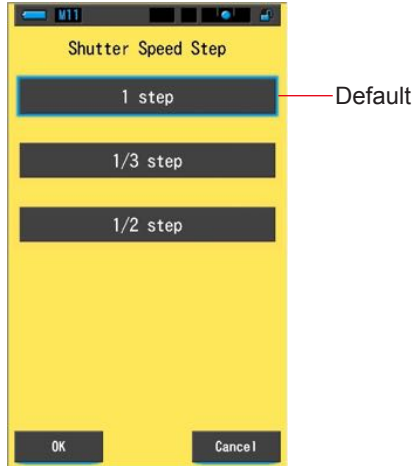 M11
Shutter Speed Step
1 step
Default
1/3 step
1/2 step
OK
Cancel